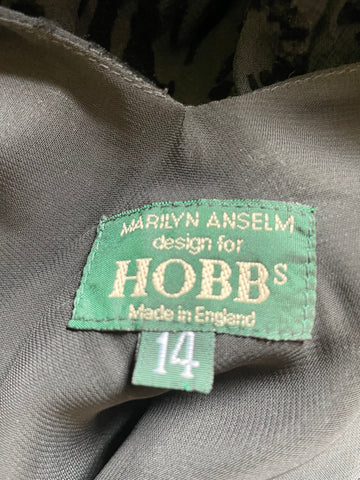 MARILYN ANSELM
design for
HOBBS
Made in England
14